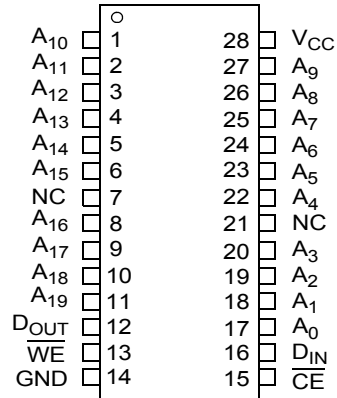 A10 1 28 VCC
A11 2 27 A9
A12 3 26 A8
A13 4 25 A7
A14 5 24 A6
A15 6 23 A5
NC 7 22 A4
A16 8 21 NC
A17 9 20 A3
A18 10 19 A2
A19 11 18 A1
DOUT 12 17 A0
WE 13 16 DIN
GND 14 15 CE